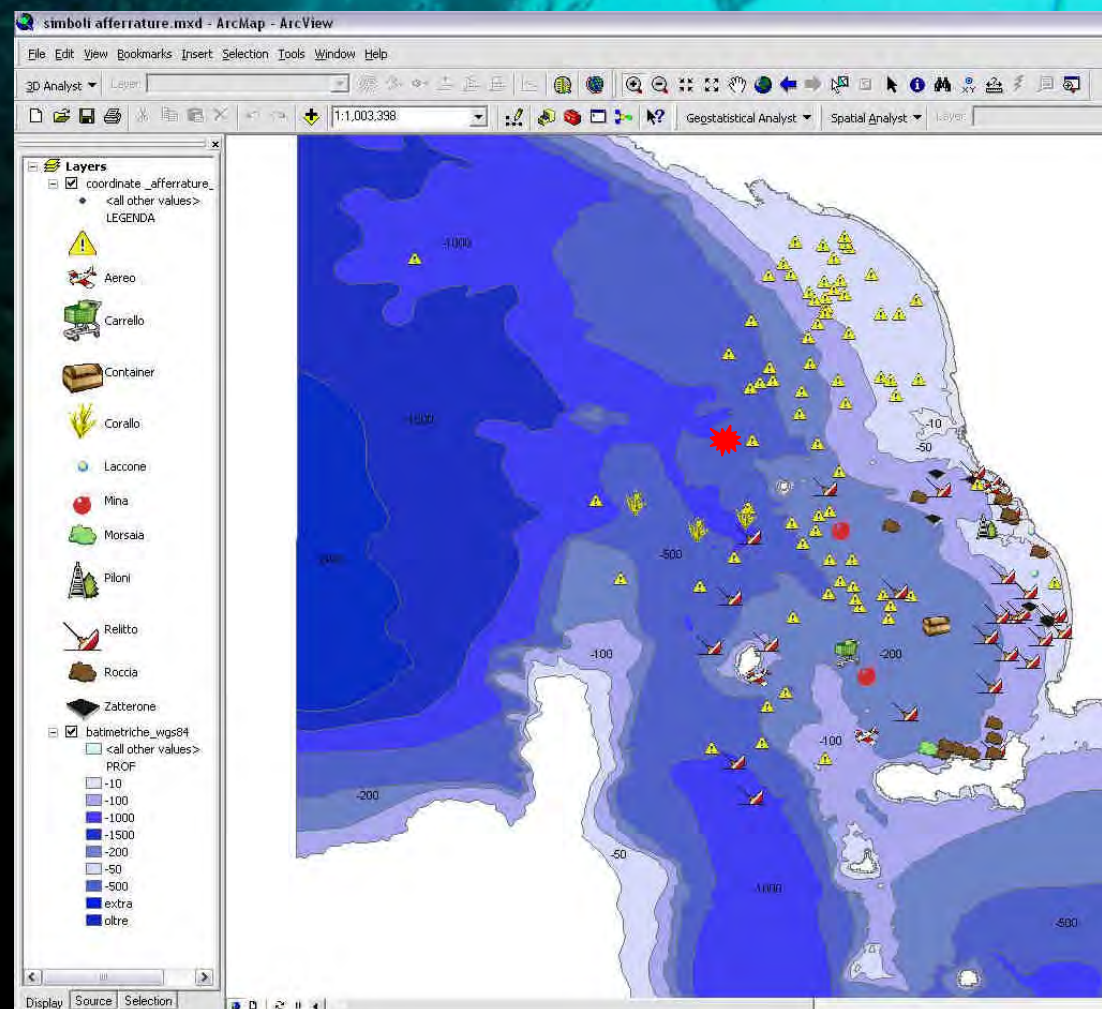 simboli afferrature.mxd - ArcMap - ArcView
File Edit View Bookmarks Insert Selection Tools Window Help
3D Analyst Layer:
1:1,003,398 Geostatistical Analyst Spatial Analyst Layer:
Layers
coordinate _afferrature_
<all other values>
LEGENDA
Aereo
Carrello
Container
Corallo
Laccone
Mina
Morsaia
Piloni
Relitto
Roccia
Zatterone
batimetriche_wgs84
<all other values>
PROF
-10
-100
-1000
-1500
-200
-50
-500
extra
oltre
Display Source Selection
-1000
-1500
-10
-50
-500
-100
-200
-100
-200
-50
-1000
-500